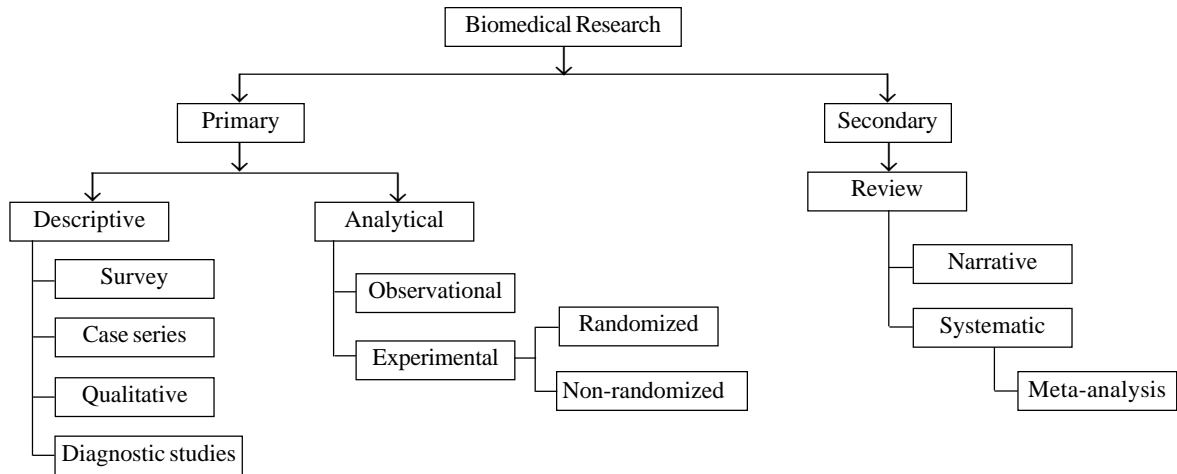 Biomedical Research
Primary
Secondary
Descriptive
Analytical
Review
Survey
Case series
Qualitative
Diagnostic studies
Observational
Experimental
Randomized
Non-randomized
Narrative
Systematic
Meta-analysis